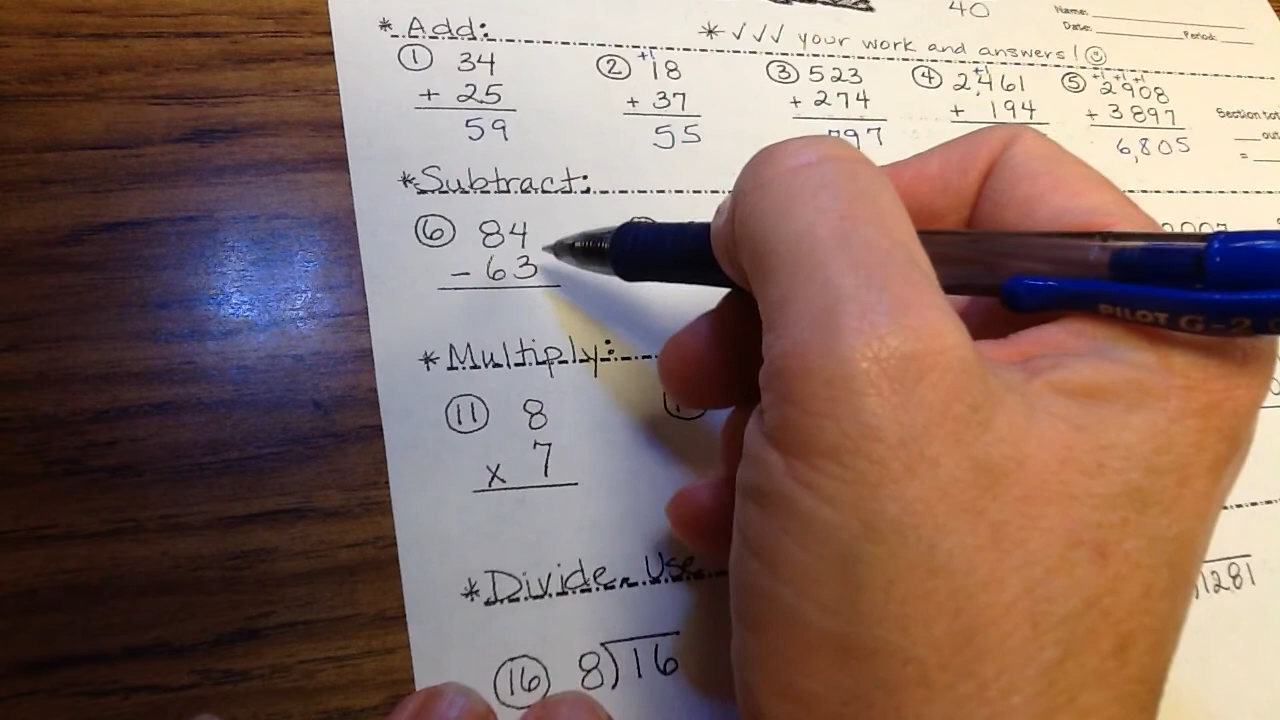 40
Name:
Date: Period:
* Add: * ✓✓✓ your work and answers!
① 34 ② +1 18 ③ 523 ④ +1 2,461 ⑤ +1 +1 +1 2908
+ 25 + 37 + 274 + 194 + 3897
59 55 797 6,805
Section
out
=
* Subtract:
⑥ 84
- 63
* Multiply:
⑪ 8
x 7
* Divide. Use
⑯ 8)16
1281
PILOT G-2